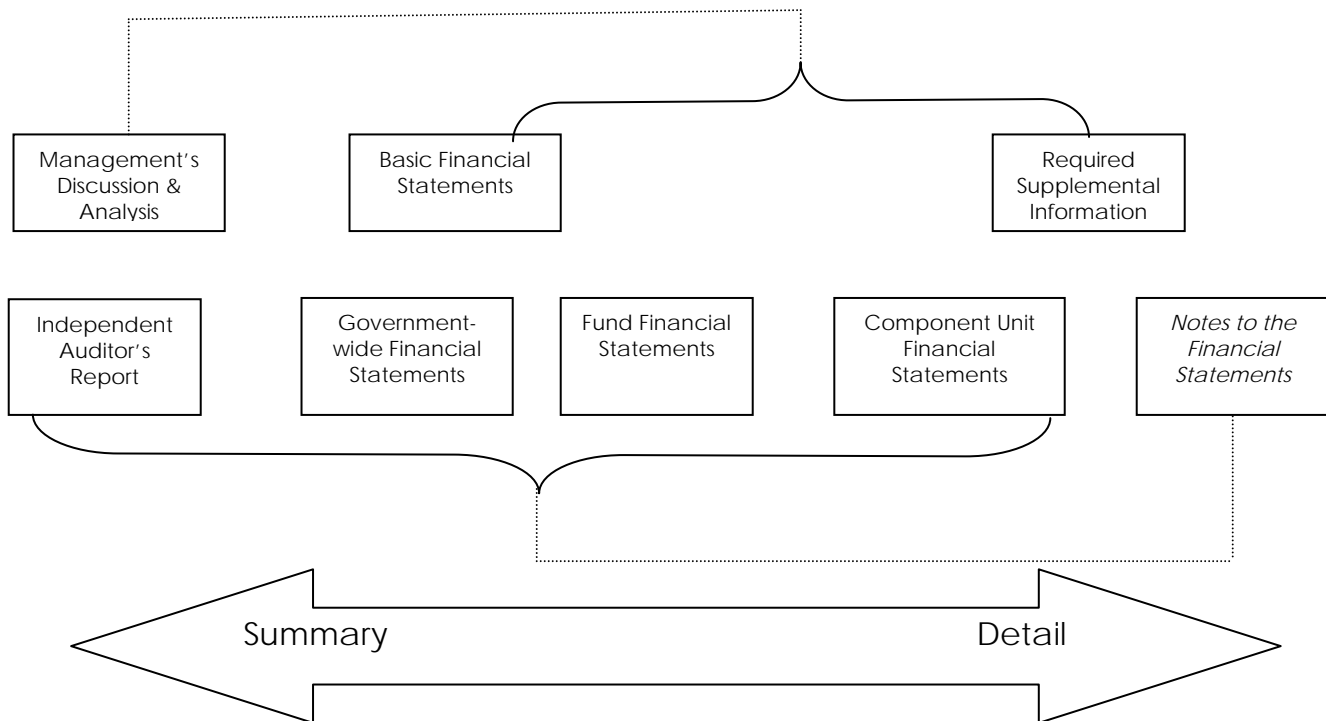 Management's
Discussion &
Analysis
Basic Financial
Statements
Required
Supplemental
Information
Independent
Auditor's
Report
Government-
wide Financial
Statements
Fund Financial
Statements
Component Unit
Financial
Statements
Notes to the
Financial
Statements
Summary
Detail